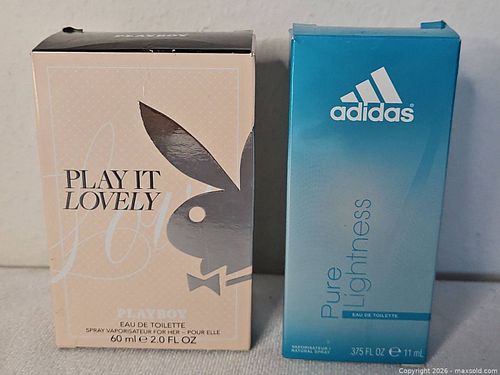 PLAYBOY
PLAY IT
LOVELY
PLAYBOY
EAU DE TOILETTE
SPRAY VAPORISATEUR FOR HER – POUR ELLE
60 ml e 2.0 FL OZ
adidas
Pure
Lightness
EAU DE TOILETTE
VAPORISATEUR /
NATURAL SPRAY
.375 FL OZ e 11 mL
Copyright 2026 - maxsold.com